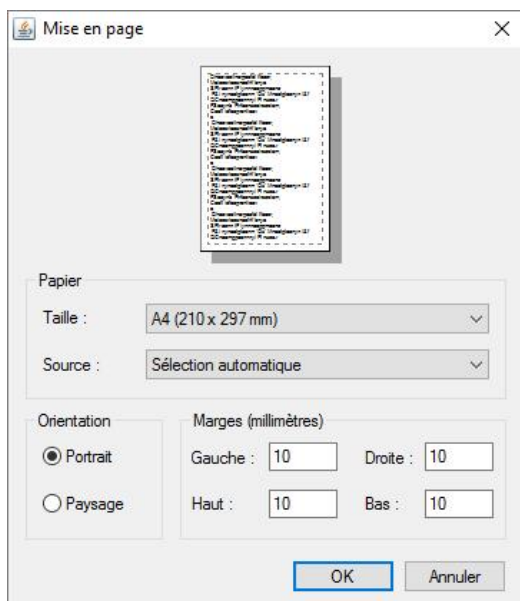 Mise en page
Papier
Taille :
A4 (210 x 297 mm)
Source :
Sélection automatique
Orientation
Portrait
Paysage
Marges (millimètres)
Gauche : 10 Droite : 10
Haut : 10 Bas : 10
OK Annuler